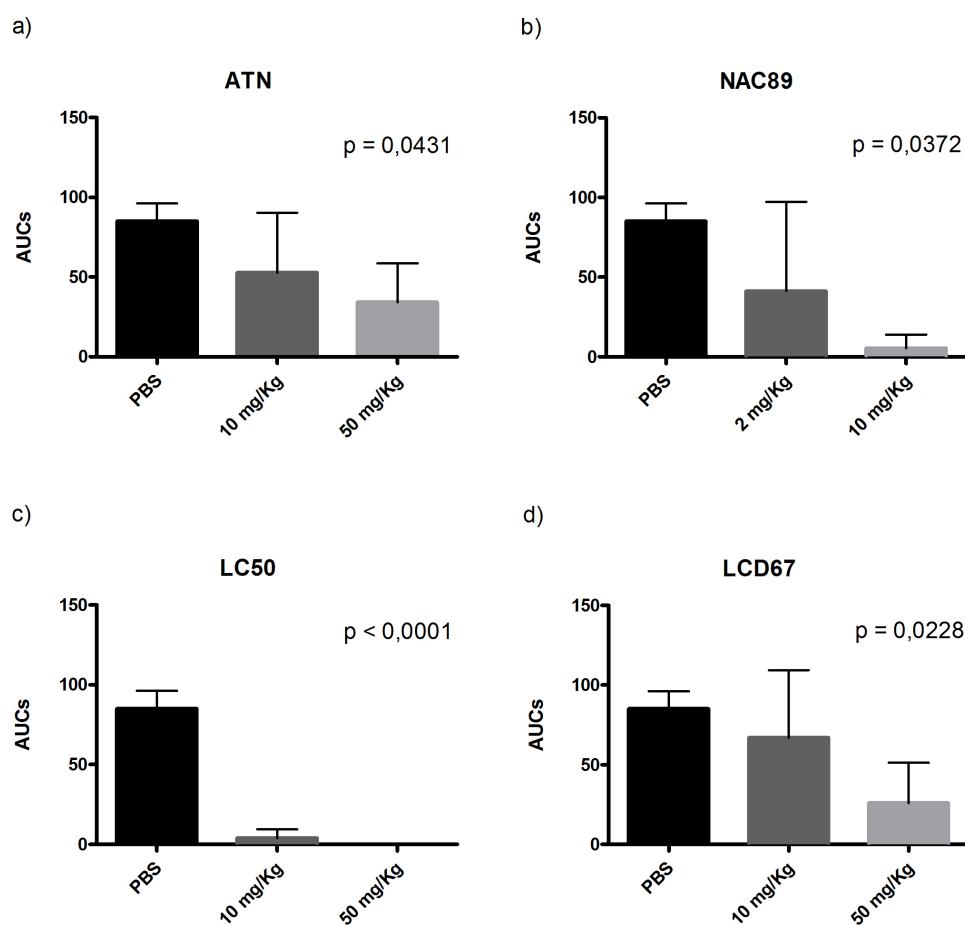 a)
ATN
p = 0,0431
AUCs
150
100
50
0
PBS
10 mg/Kg
50 mg/Kg
b)
NAC89
p = 0,0372
AUCs
150
100
50
0
PBS
2 mg/Kg
10 mg/Kg
c)
LC50
p < 0,0001
AUCs
150
100
50
0
PBS
10 mg/Kg
50 mg/Kg
d)
LCD67
p = 0,0228
AUCs
150
100
50
0
PBS
10 mg/Kg
50 mg/Kg